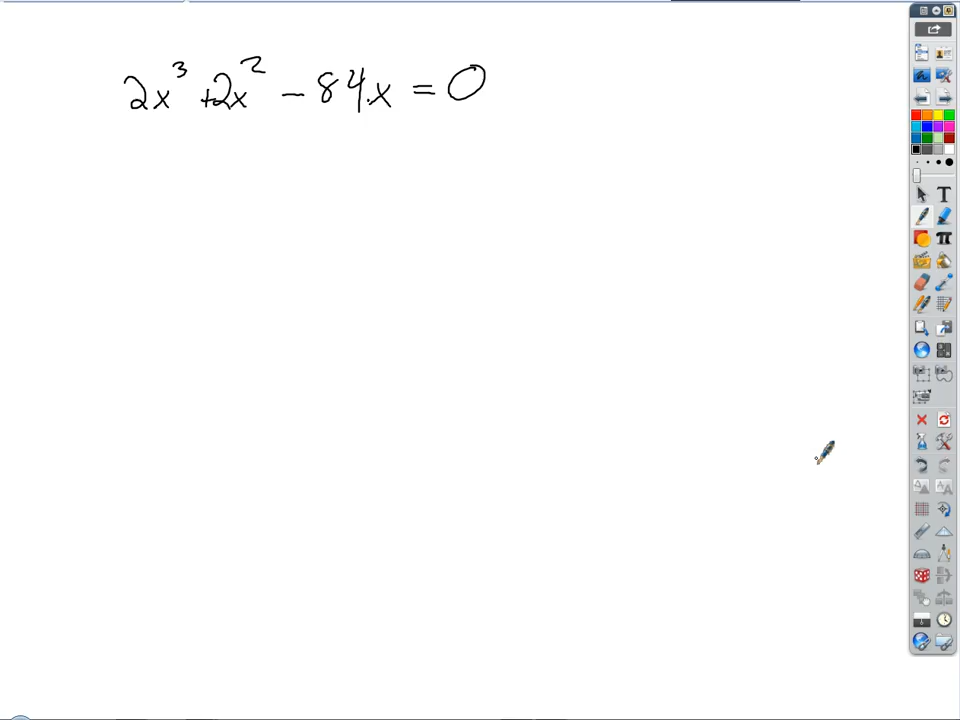 2x³ +2x² - 84x = 0